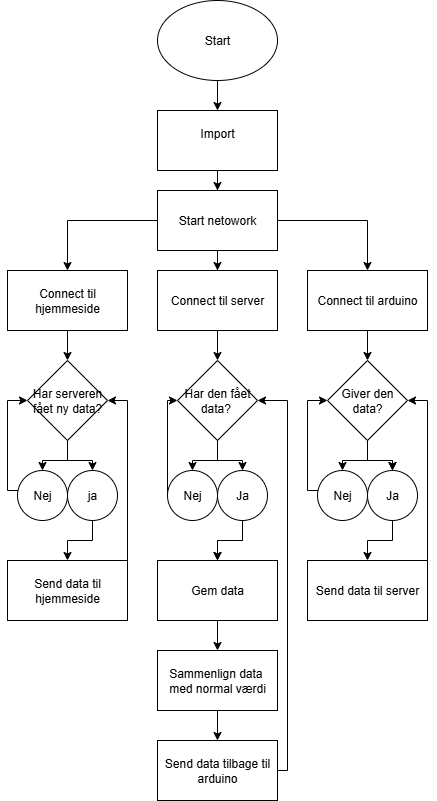 Start
Import
Start netowork
Connect til
hjemmeside
Connect til server
Connect til arduino
Har serveren
fået ny data?
Har den fået
data?
Giver den
data?
Nej
ja
Nej
Ja
Nej
Ja
Send data til
hjemmeside
Gem data
Send data til server
Sammenlign data
med normal værdi
Send data tilbage til
arduino